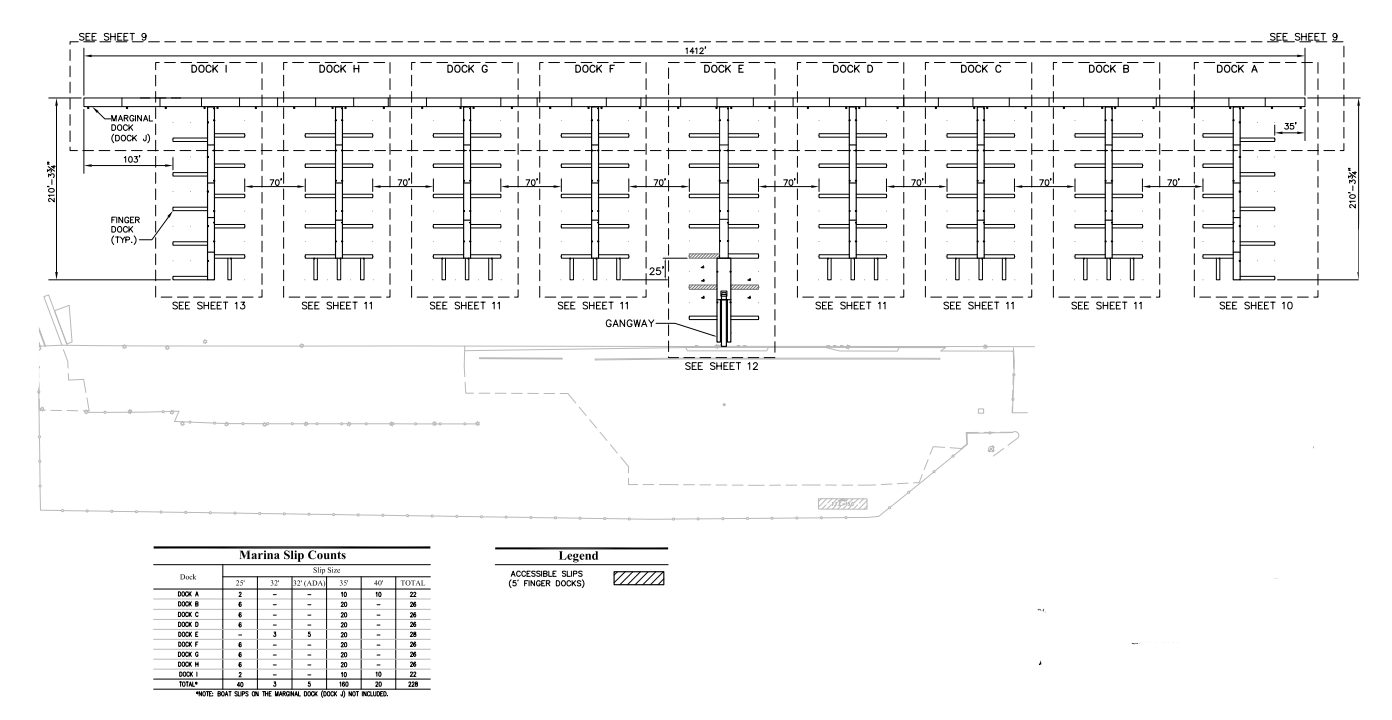 SEE SHEET 9
SEE SHEET 9
1412'
DOCK I
DOCK H
DOCK G
DOCK F
DOCK E
DOCK D
DOCK C
DOCK B
DOCK A
MARGINAL
DOCK
(DOCK J)
35'
103'
210'-3¾"
70'
70'
70'
70'
70'
70'
70'
70'
210'-3¾"
FINGER
DOCK
(TYP.)
25'
SEE SHEET 13
SEE SHEET 11
SEE SHEET 11
SEE SHEET 11
SEE SHEET 11
SEE SHEET 11
SEE SHEET 11
SEE SHEET 10
GANGWAY
SEE SHEET 12
Marina Slip Counts
Dock Slip Size
25' 32' 32' (ADA) 35' 40' TOTAL
DOCK A 2 – – 10 10 22
DOCK B 6 – – 20 – 26
DOCK C 6 – – 20 – 26
DOCK D 6 – – 20 – 26
DOCK E – 3 5 20 – 28
DOCK F 6 – – 20 – 26
DOCK G 6 – – 20 – 26
DOCK H 6 – – 20 – 26
DOCK I 2 – – 10 10 22
TOTAL* 40 3 5 160 20 228
*NOTE: BOAT SLIPS ON THE MARGINAL DOCK (DOCK J) NOT INCLUDED.
Legend
ACCESSIBLE SLIPS
(5' FINGER DOCKS)